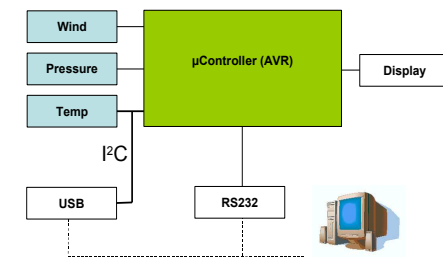 Wind
µController (AVR)
Pressure
Display
Temp
I²C
USB
RS232